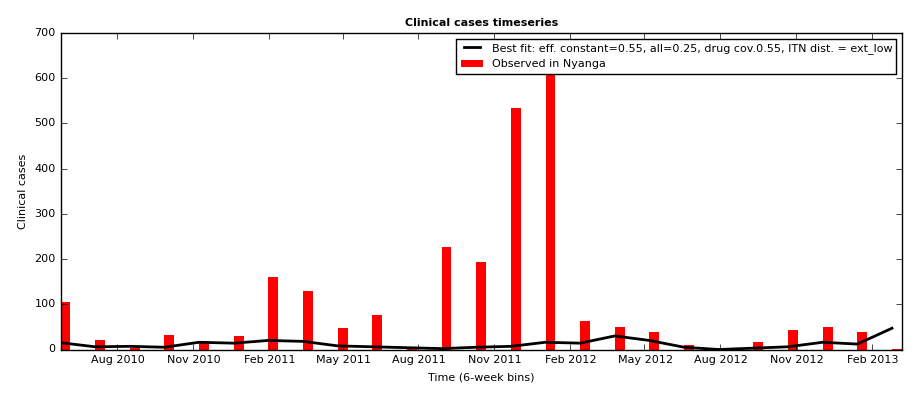 Clinical cases timeseries
Best fit: eff. constant=0.55, all=0.25, drug cov.0.55, ITN dist. = ext_low
Observed in Nyanga
700
600
500
400
300
200
100
0
Clinical cases
Aug 2010 Nov 2010 Feb 2011 May 2011 Aug 2011 Nov 2011 Feb 2012 May 2012 Aug 2012 Nov 2012 Feb 2013
Time (6-week bins)